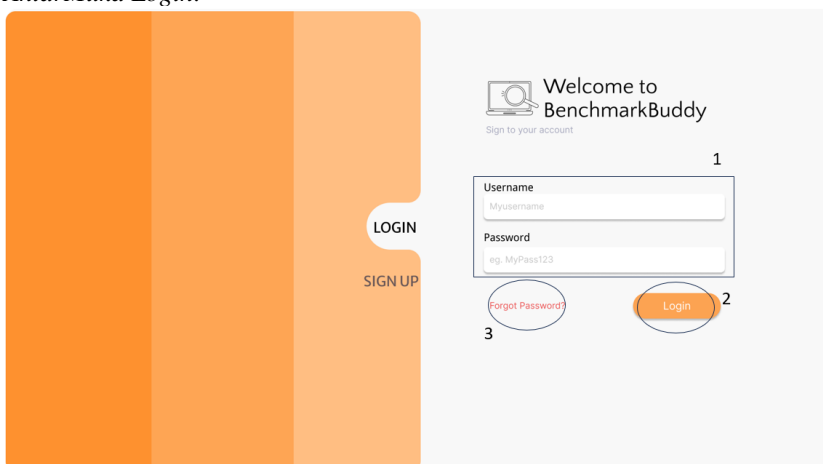 Welcome to
BenchmarkBuddy
Sign to your account
1
Username
Myusername
LOGIN
Password
eg. MyPass123
SIGN UP
Forgot Password?
Login
2
3